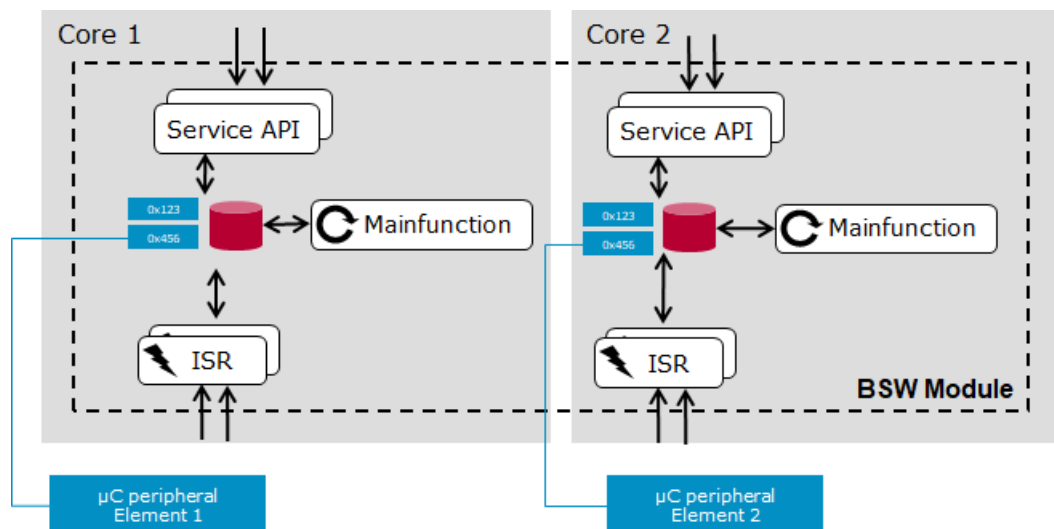 Core 1
Service API
0x123
0x456
Mainfunction
ISR
µC peripheral
Element 1
Core 2
Service API
0x123
0x456
Mainfunction
ISR
BSW Module
µC peripheral
Element 2